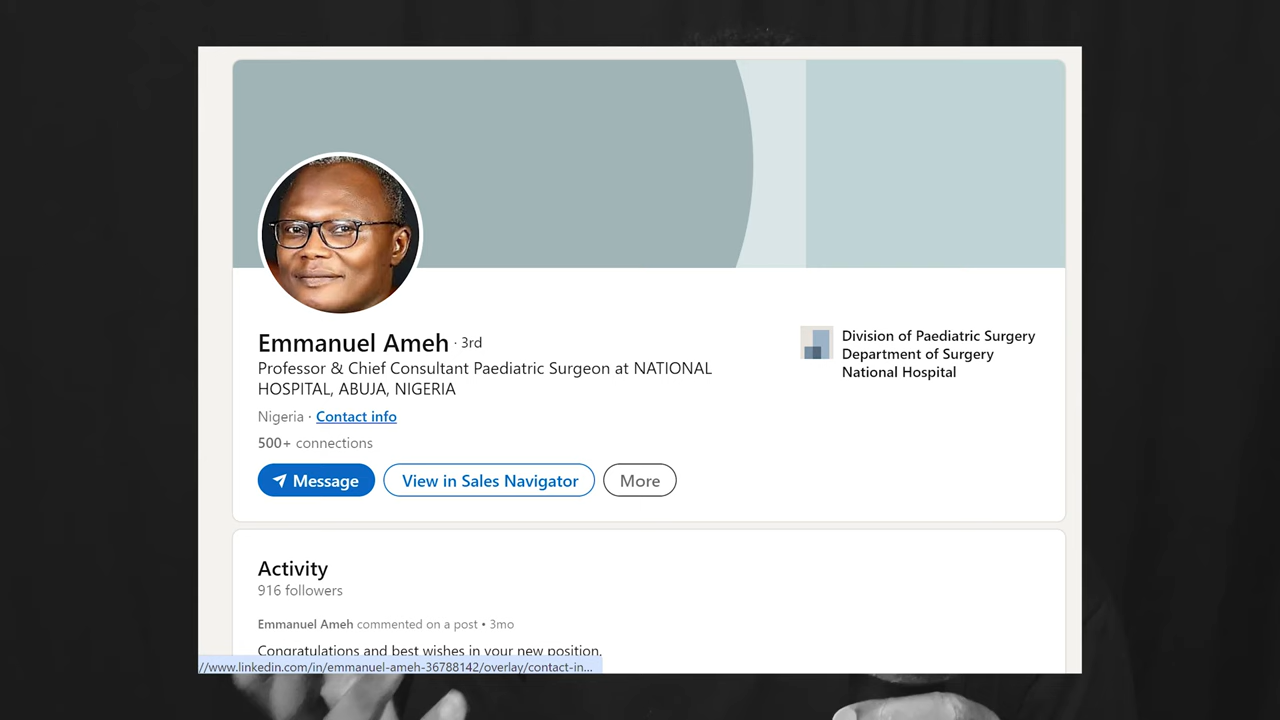 Emmanuel Ameh · 3rd
Professor & Chief Consultant Paediatric Surgeon at NATIONAL
HOSPITAL, ABUJA, NIGERIA
Nigeria · Contact info
500+ connections
Message
View in Sales Navigator
More
Division of Paediatric Surgery
Department of Surgery
National Hospital
Activity
916 followers
Emmanuel Ameh commented on a post • 3mo
Congratulations and best wishes in your new position.
//www.linkedin.com/in/emmanuel-ameh-36788142/overlay/contact-in...